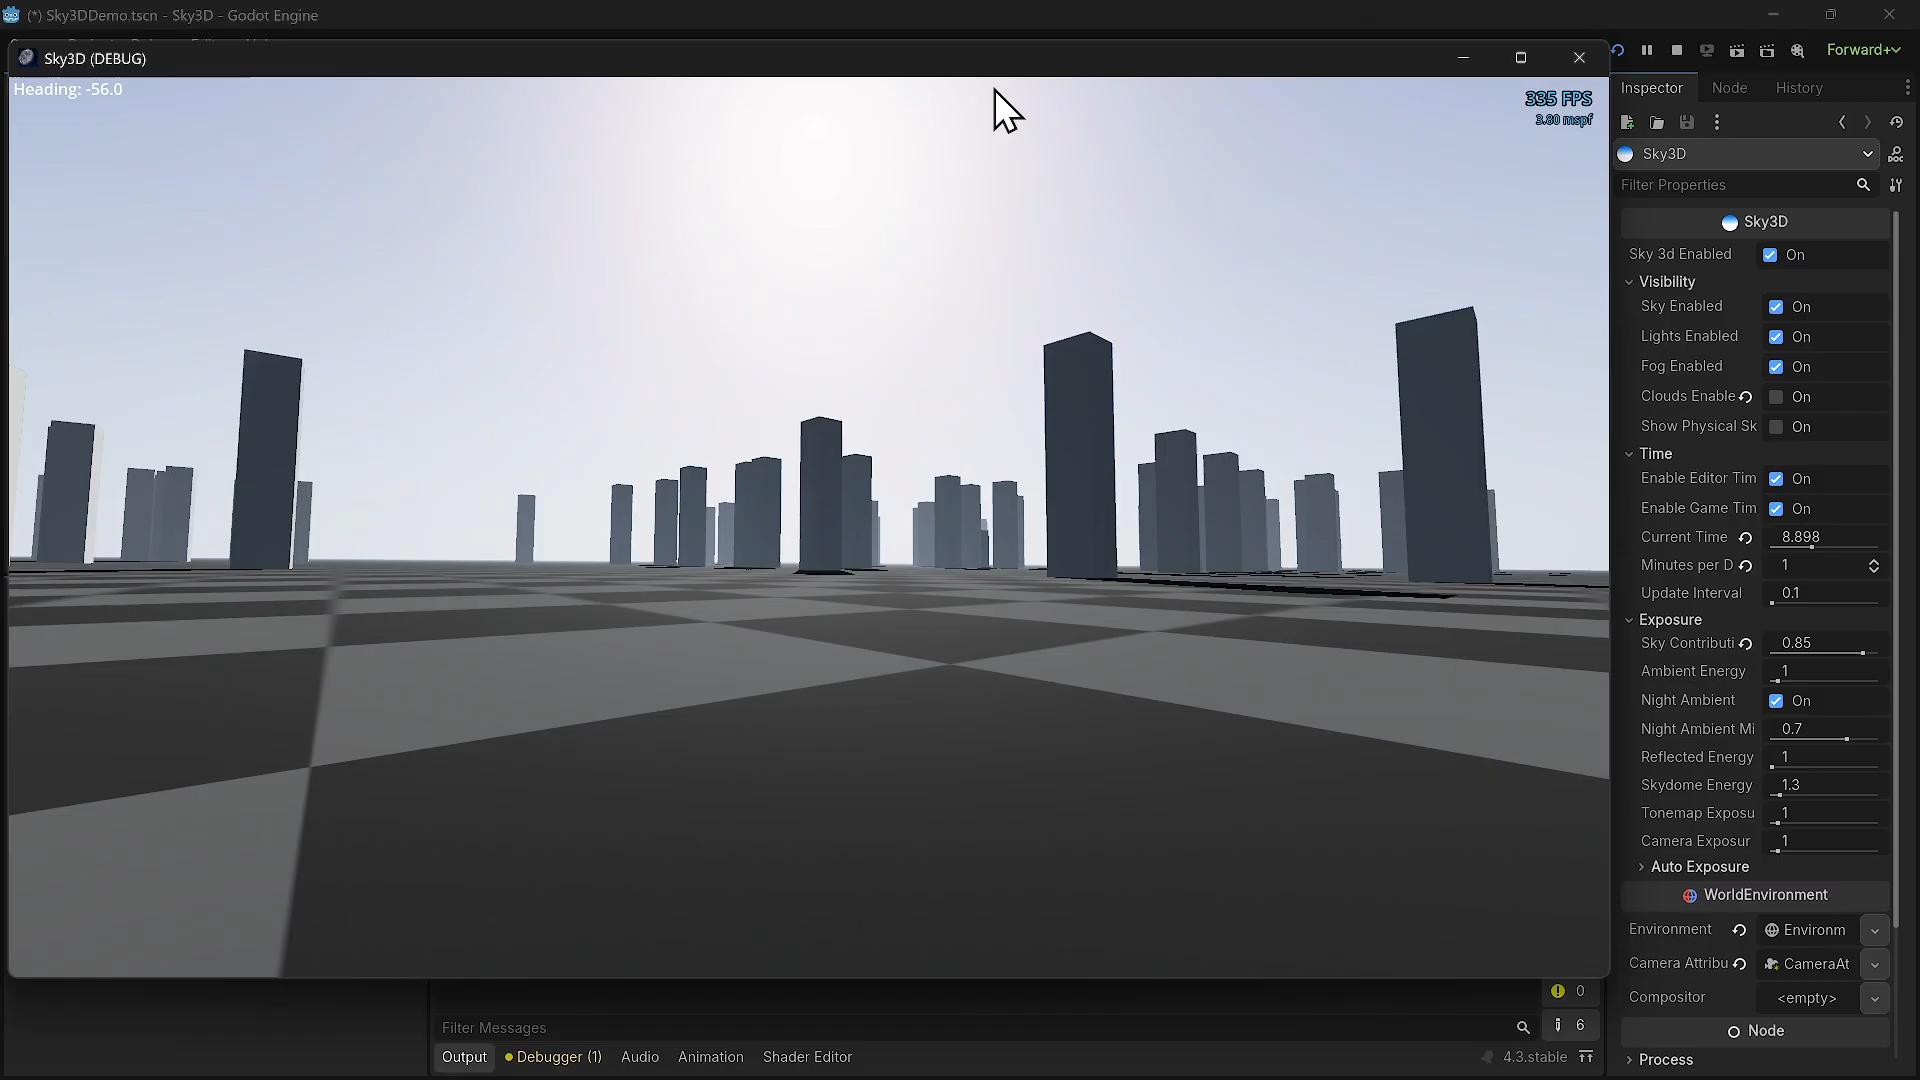 (*) Sky3DDemo.tscn - Sky3D - Godot Engine
Sky3D (DEBUG)
Forward+
Heading: -56.0
335 FPS
3.80 mspf
Inspector
Node
History
Sky3D
DOC
Filter Properties
Sky3D
Sky 3d Enabled
On
Visibility
Sky Enabled
On
Lights Enabled
On
Fog Enabled
On
Clouds Enable
On
Show Physical Sk
On
Time
Enable Editor Tim
On
Enable Game Tim
On
Current Time
8.898
Minutes per D
1
Update Interval
0.1
Exposure
Sky Contributi
0.85
Ambient Energy
1
Night Ambient
On
Night Ambient Mi
0.7
Reflected Energy
1
Skydome Energy
1.3
Tonemap Exposu
1
Camera Exposur
1
Auto Exposure
WorldEnvironment
Environment
Environm
Camera Attribu
CameraAt
Compositor
<empty>
Node
Process
0
Filter Messages
6
Output
Debugger (1)
Audio
Animation
Shader Editor
4.3.stable